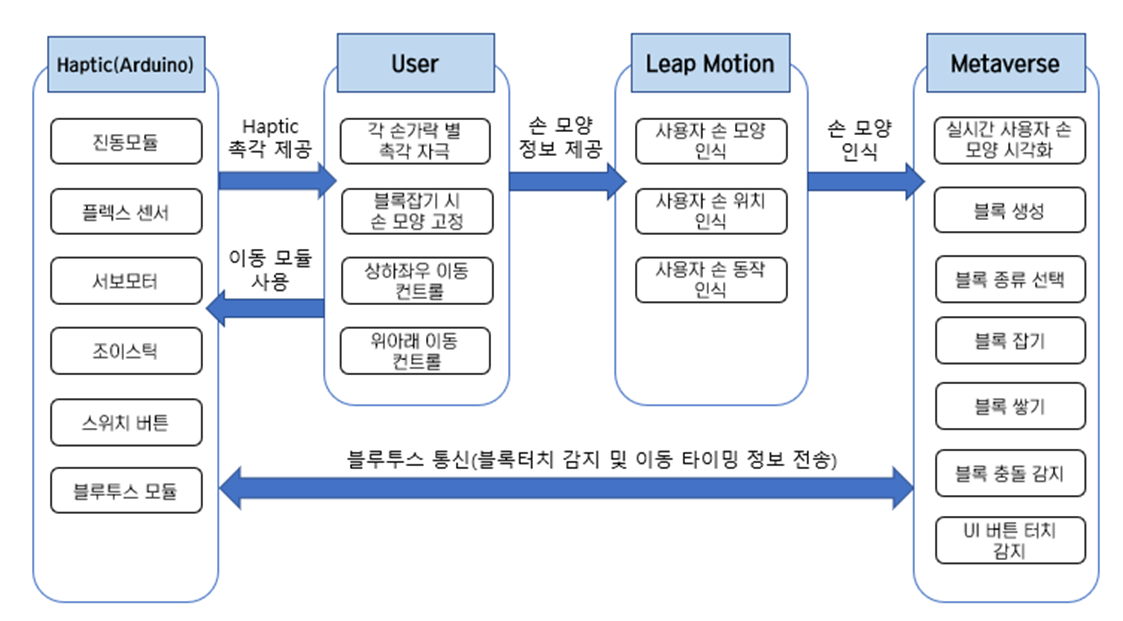 Haptic(Arduino)
진동모듈
플렉스 센서
서보모터
조이스틱
스위치 버튼
블루투스 모듈
Haptic
촉각 제공
이동 모듈
사용
User
각 손가락 별
촉각 자극
블록잡기 시
손 모양 고정
상하좌우 이동
컨트롤
위아래 이동
컨트롤
손 모양
정보 제공
Leap Motion
사용자 손 모양
인식
사용자 손 위치
인식
사용자 손 동작
인식
손 모양
인식
Metaverse
실시간 사용자 손
모양 시각화
블록 생성
블록 종류 선택
블록 잡기
블록 쌓기
블록 충돌 감지
UI 버튼 터치
감지
블루투스 통신(블록터치 감지 및 이동 타이밍 정보 전송)